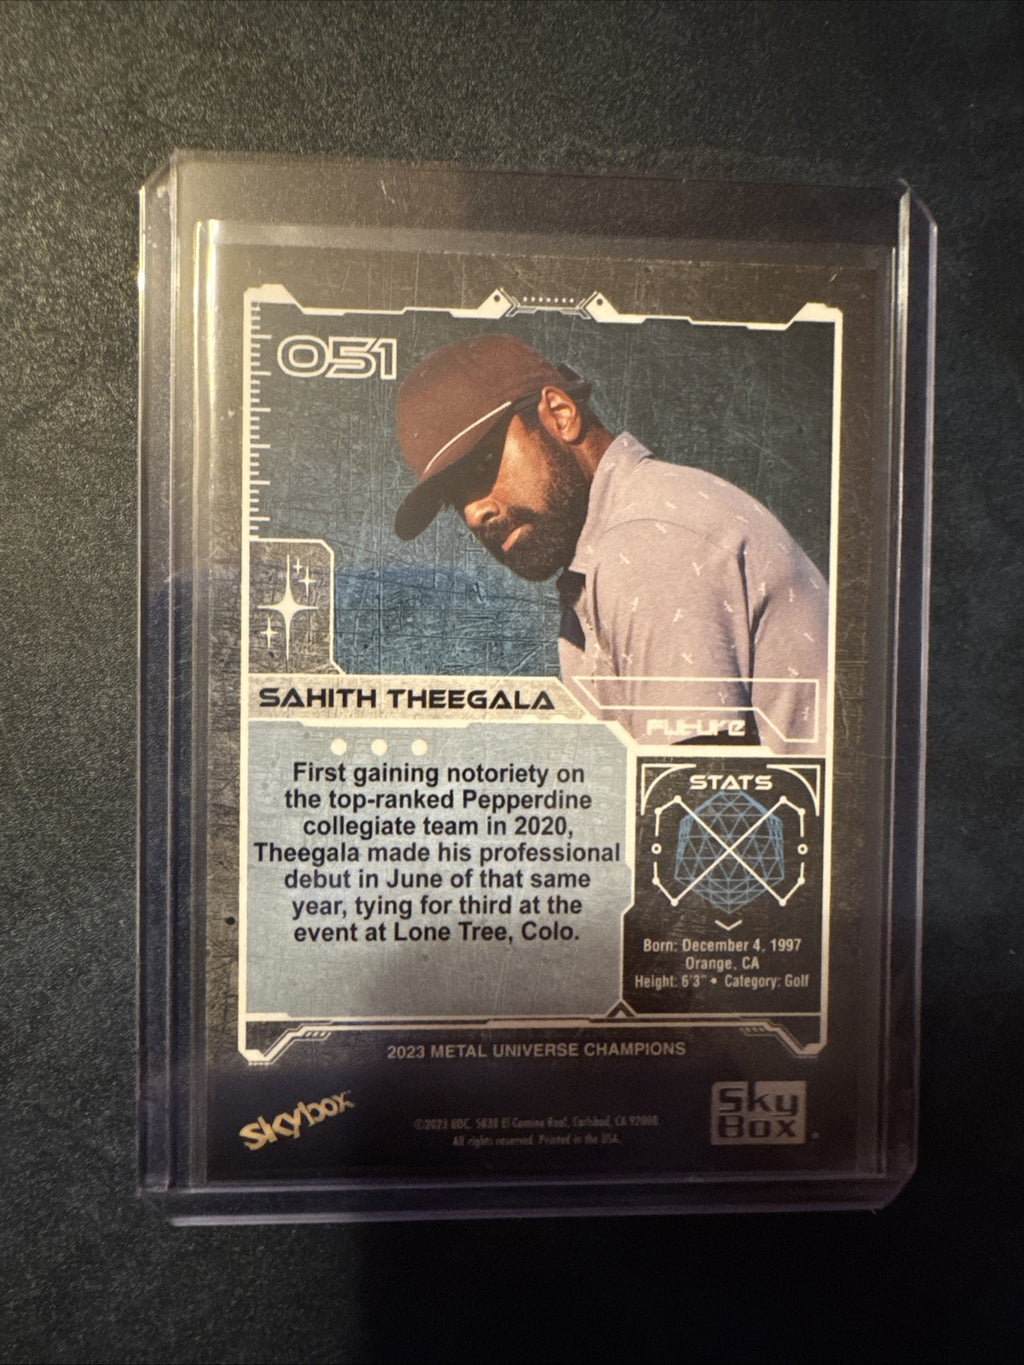 051
SAHITH THEEGALA
FUTURE
First gaining notoriety on
the top-ranked Pepperdine
collegiate team in 2020,
Theegala made his professional
debut in June of that same
year, tying for third at the
event at Lone Tree, Colo.
STATS
Born: December 4, 1997
Orange, CA
Height: 6'3" • Category: Golf
2023 METAL UNIVERSE CHAMPIONS
skybox
©2023 UDC. 5830 El Camino Real, Carlsbad, CA 92008.
All rights reserved. Printed in the USA.
Sky
Box